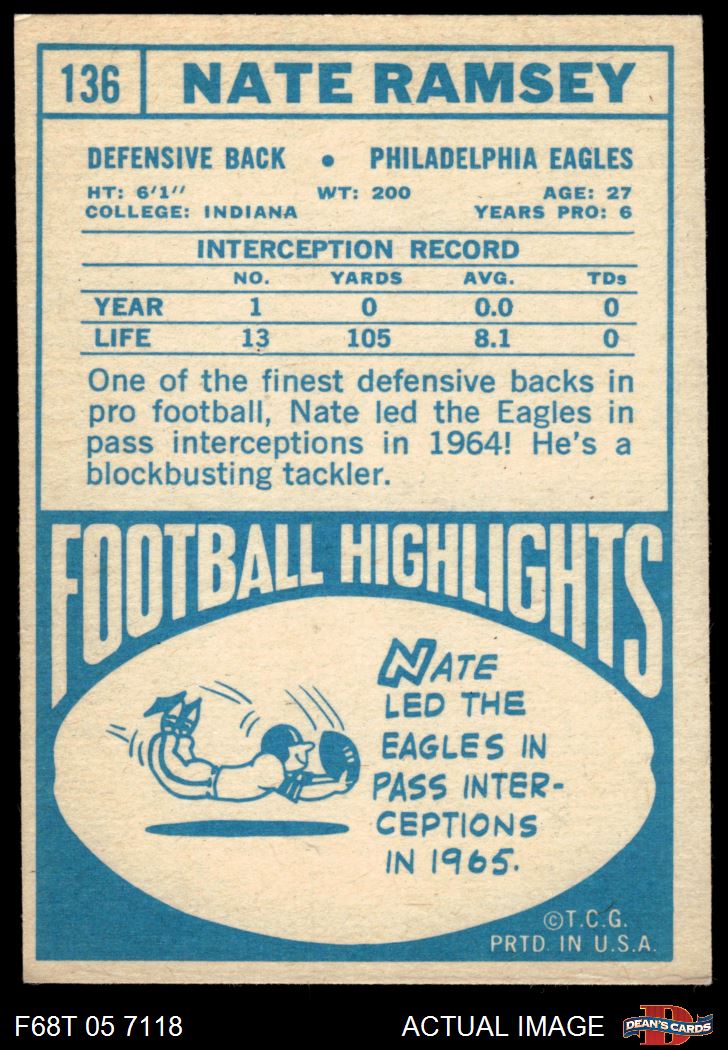 136 NATE RAMSEY
DEFENSIVE BACK • PHILADELPHIA EAGLES
HT: 6'1" WT: 200 AGE: 27
COLLEGE: INDIANA YEARS PRO: 6
INTERCEPTION RECORD
NO. YARDS AVG. TDs
YEAR 1 0 0.0 0
LIFE 13 105 8.1 0
One of the finest defensive backs in
pro football, Nate led the Eagles in
pass interceptions in 1964! He's a
blockbusting tackler.
FOOTBALL HIGHLIGHTS
NATE
LED THE
EAGLES IN
PASS INTER-
CEPTIONS
IN 1965.
©T.C.G.
PRTD. IN U.S.A.
F68T 05 7118 ACTUAL IMAGE D DEAN'S CARDS